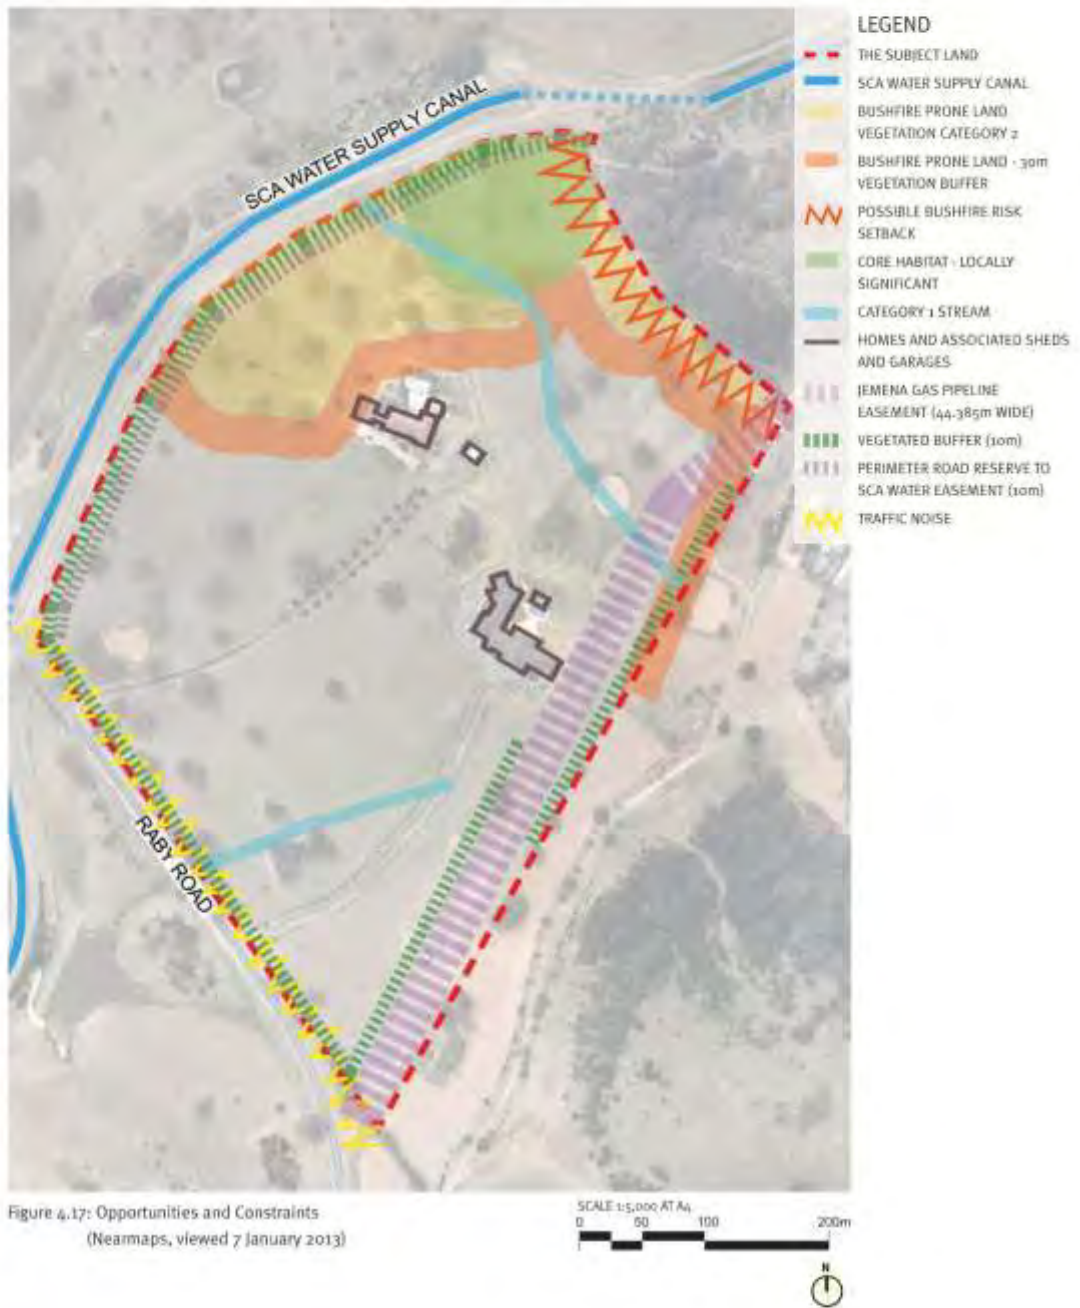 LEGEND
THE SUBJECT LAND
SCA WATER SUPPLY CANAL
BUSHFIRE PRONE LAND
VEGETATION CATEGORY 2
BUSHFIRE PRONE LAND - 30m
VEGETATION BUFFER
POSSIBLE BUSHFIRE RISK
SETBACK
CORE HABITAT - LOCALLY
SIGNIFICANT
CATEGORY 1 STREAM
HOMES AND ASSOCIATED SHEDS
AND GARAGES
JEMENA GAS PIPELINE
EASEMENT (44.385m WIDE)
VEGETATED BUFFER (10m)
PERIMETER ROAD RESERVE TO
SCA WATER EASEMENT (10m)
TRAFFIC NOISE
SCA WATER SUPPLY CANAL
RABY ROAD
Figure 4.17: Opportunities and Constraints
(Nearmaps, viewed 7 January 2013)
SCALE 1:5,000 AT A4
0 50 100 200m
N